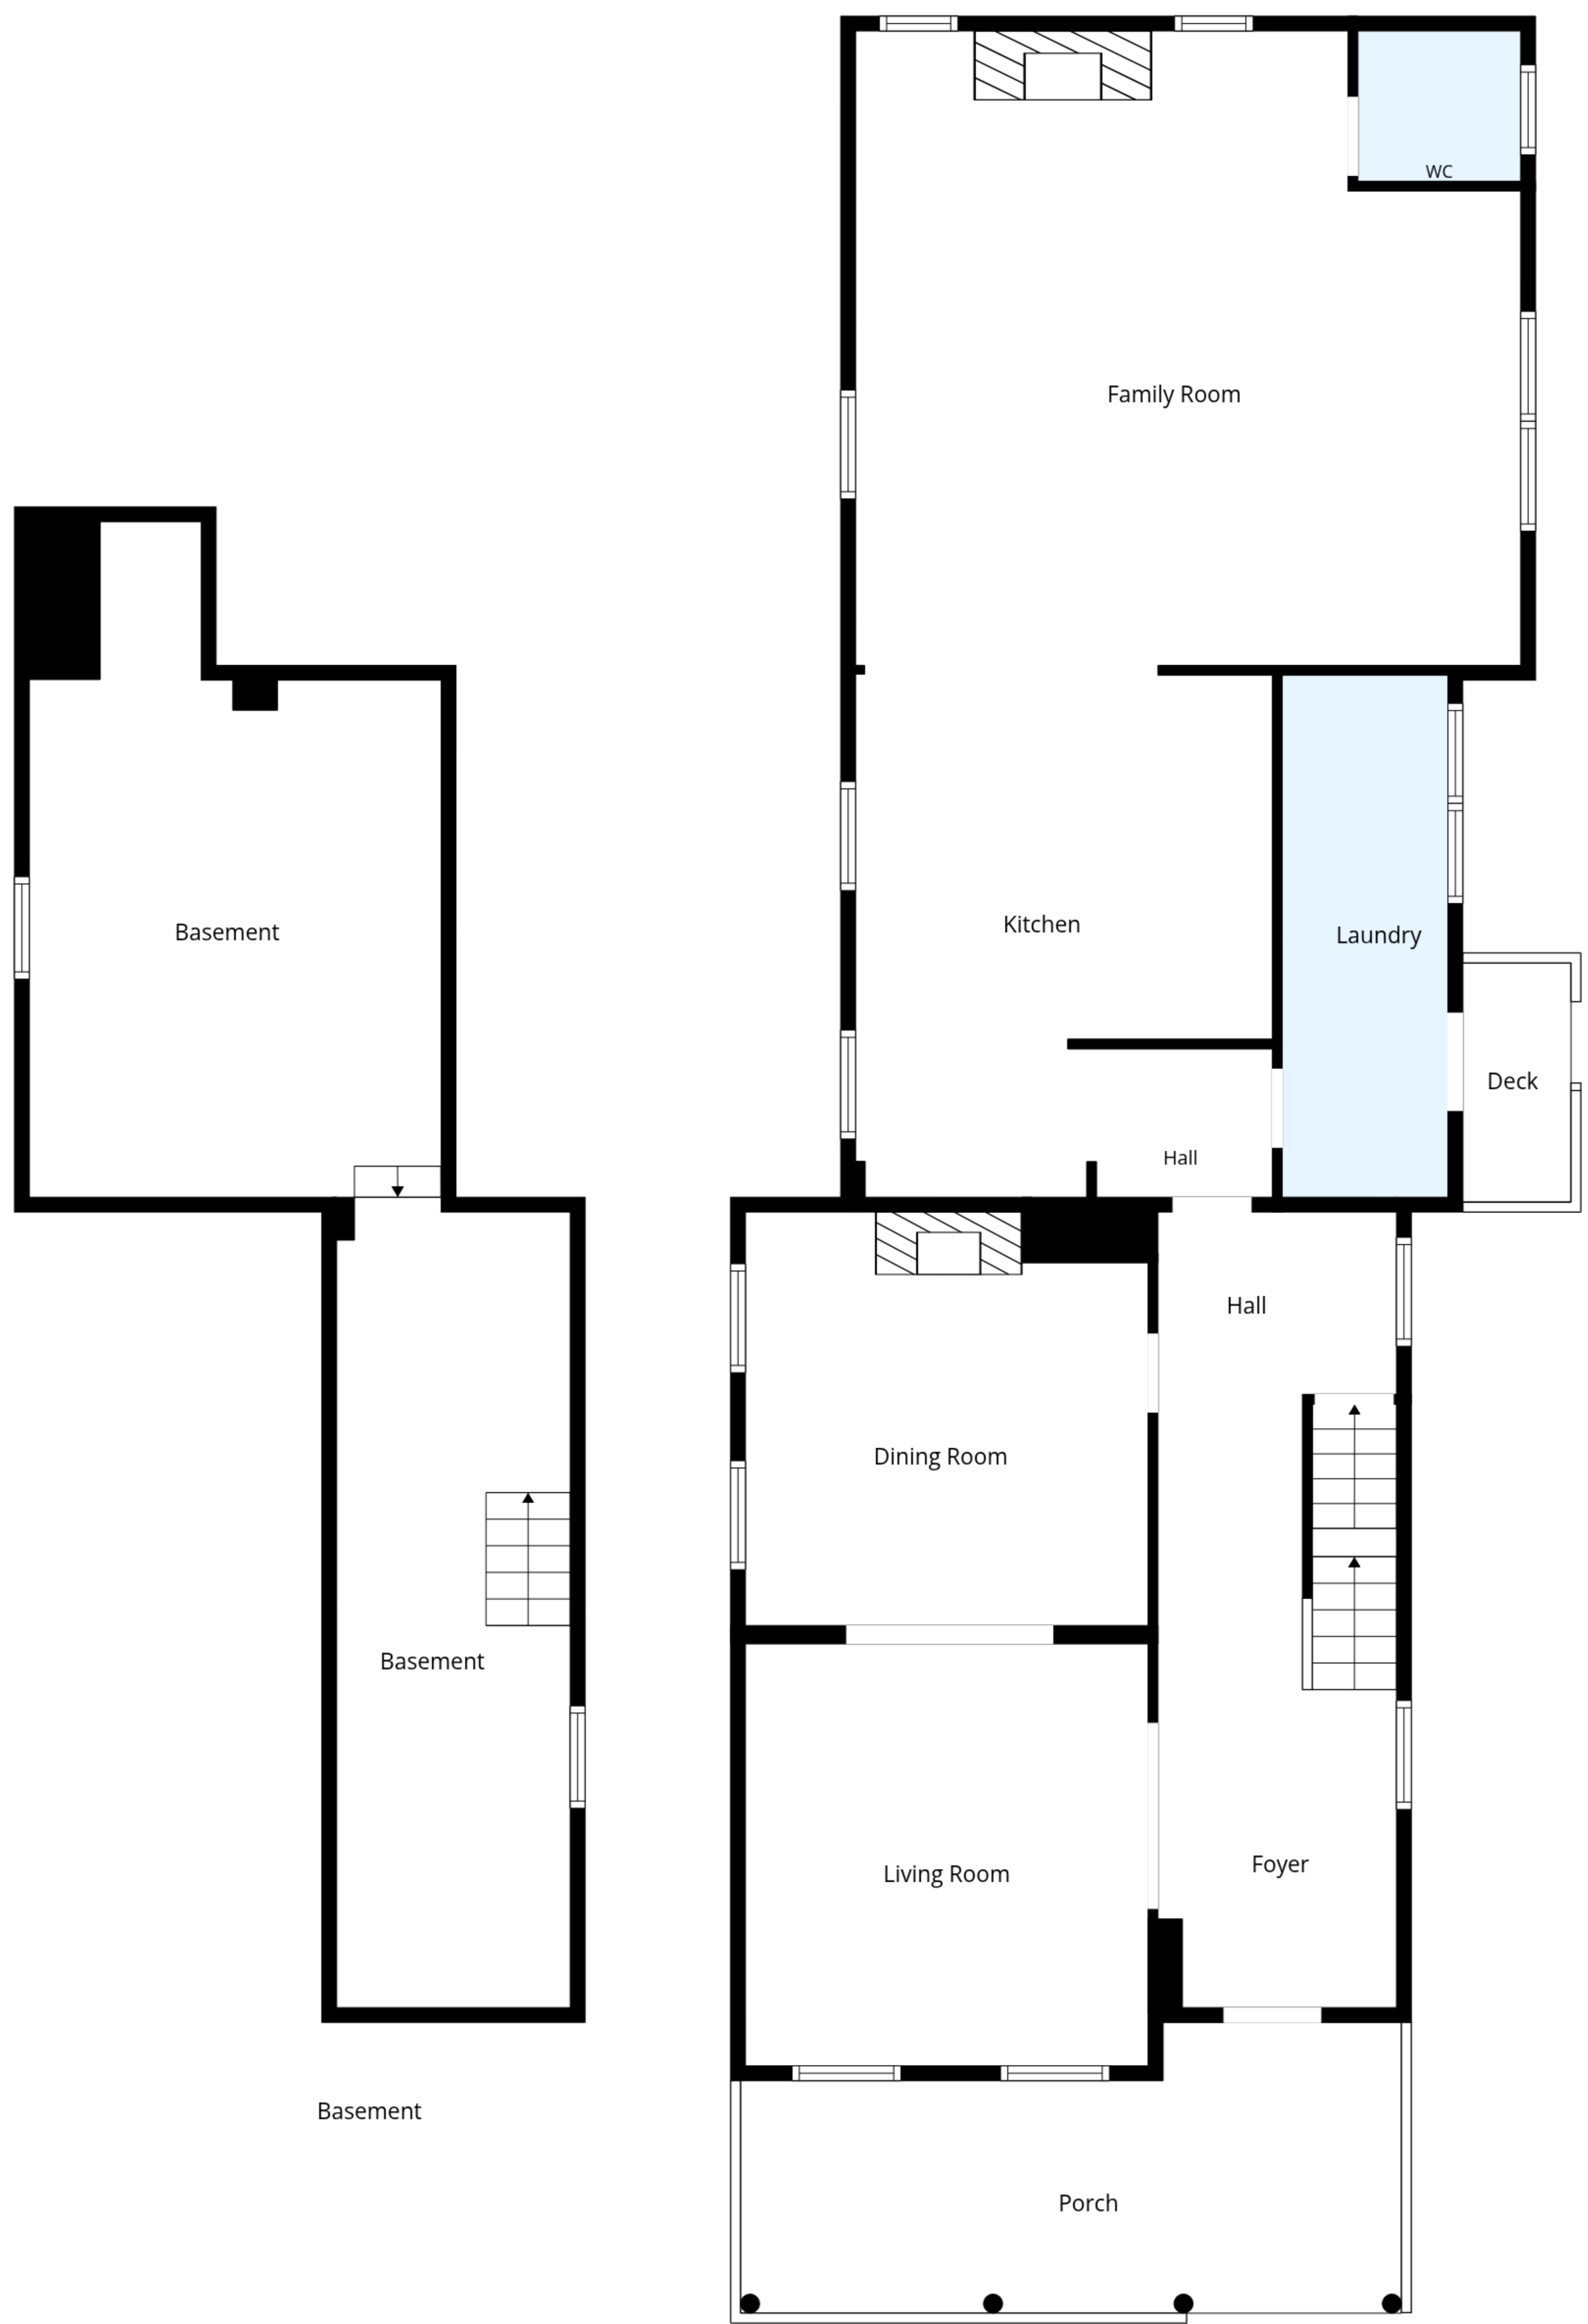 WC
Family Room
Kitchen
Laundry
Basement
Deck
Hall
Hall
Dining Room
Basement
Living Room
Foyer
Basement
Porch